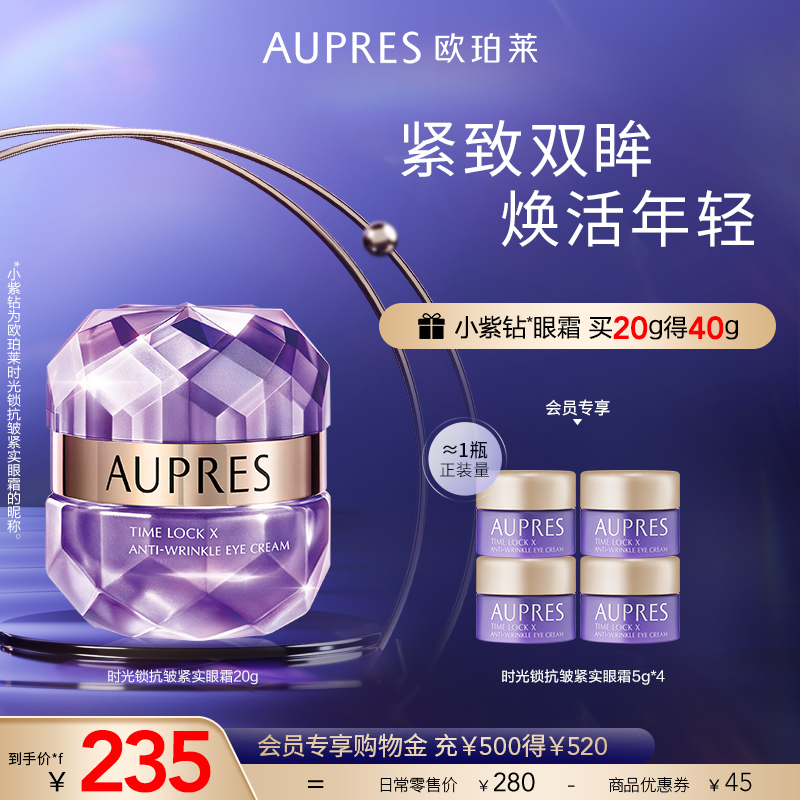 AUPRES 欧珀莱
紧致双眸
焕活年轻
小紫钻*眼霜 买20g得40g
会员专享
≈1瓶
正装量
*小紫钻为欧珀莱时光锁抗皱紧实眼霜的昵称。
AUPRES
TIME LOCK X
ANTI-WRINKLE EYE CREAM
AUPRES
TIME LOCK X
ANTI-WRINKLE EYE CREAM
AUPRES
TIME LOCK X
ANTI-WRINKLE EYE CREAM
AUPRES
TIME LOCK X
ANTI-WRINKLE EYE CREAM
AUPRES
TIME LOCK X
ANTI-WRINKLE EYE CREAM
时光锁抗皱紧实眼霜20g
时光锁抗皱紧实眼霜5g*4
会员专享购物金 充¥500得¥520
到手价*f
¥235
= 日常零售价 ¥280 - 商品优惠券 ¥45